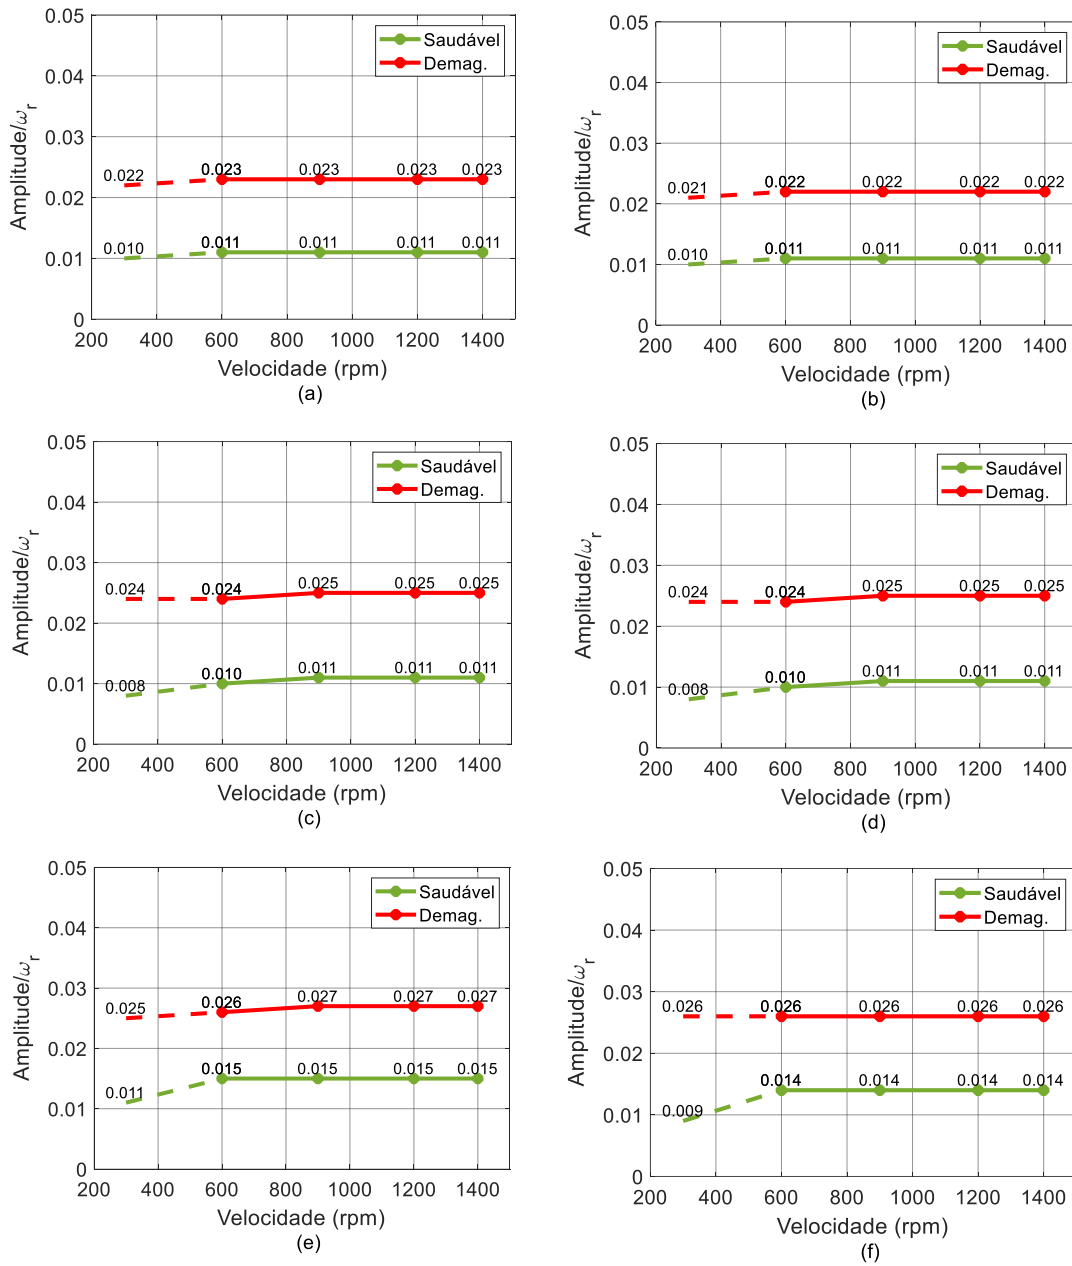 0.05
0.04
0.03
0.02
0.01
0
Amplitude/ωr
Saudável
Demag.
0.022 0.023 0.023 0.023 0.023
0.010 0.011 0.011 0.011 0.011
200 400 600 800 1000 1200 1400
Velocidade (rpm)
(a)
0.05
0.04
0.03
0.02
0.01
0
Amplitude/ωr
Saudável
Demag.
0.021 0.022 0.022 0.022 0.022
0.010 0.011 0.011 0.011 0.011
200 400 600 800 1000 1200 1400
Velocidade (rpm)
(b)
0.05
0.04
0.03
0.02
0.01
0
Amplitude/ωr
Saudável
Demag.
0.024 0.024 0.025 0.025 0.025
0.008 0.010 0.011 0.011 0.011
200 400 600 800 1000 1200 1400
Velocidade (rpm)
(c)
0.05
0.04
0.03
0.02
0.01
0
Amplitude/ωr
Saudável
Demag.
0.024 0.024 0.025 0.025 0.025
0.008 0.010 0.011 0.011 0.011
200 400 600 800 1000 1200 1400
Velocidade (rpm)
(d)
0.05
0.04
0.03
0.02
0.01
0
Amplitude/ωr
Saudável
Demag.
0.025 0.026 0.027 0.027 0.027
0.011 0.015 0.015 0.015 0.015
200 400 600 800 1000 1200 1400
Velocidade (rpm)
(e)
0.05
0.04
0.03
0.02
0.01
0
Amplitude/ωr
Saudável
Demag.
0.026 0.026 0.026 0.026 0.026
0.009 0.014 0.014 0.014 0.014
200 400 600 800 1000 1200 1400
Velocidade (rpm)
(f)